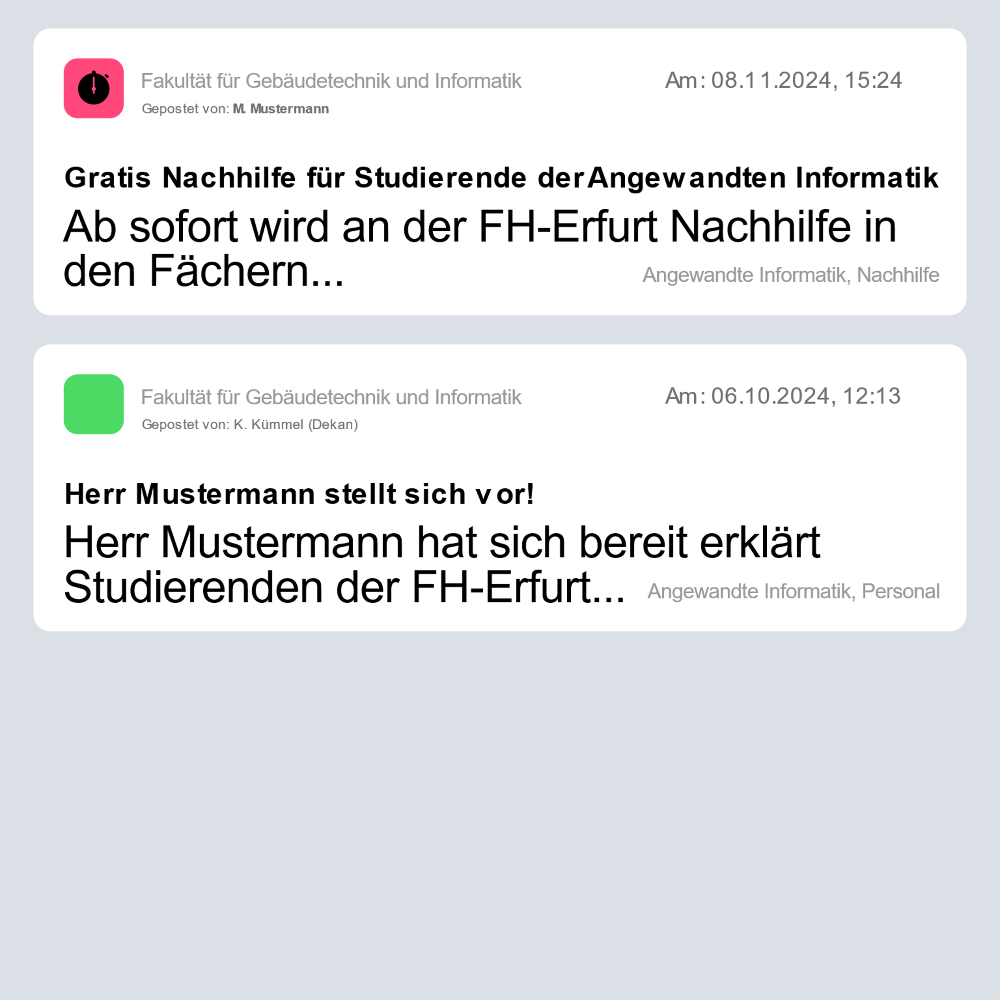 Fakultät für Gebäudetechnik und Informatik
Am: 08.11.2024, 15:24
Gepostet von: M. Mustermann
Gratis Nachhilfe für Studierende der Angewandten Informatik
Ab sofort wird an der FH-Erfurt Nachhilfe in
den Fächern...
Angewandte Informatik, Nachhilfe
Fakultät für Gebäudetechnik und Informatik
Am: 06.10.2024, 12:13
Gepostet von: K. Kümmel (Dekan)
Herr Mustermann stellt sich vor!
Herr Mustermann hat sich bereit erklärt
Studierenden der FH-Erfurt...
Angewandte Informatik, Personal